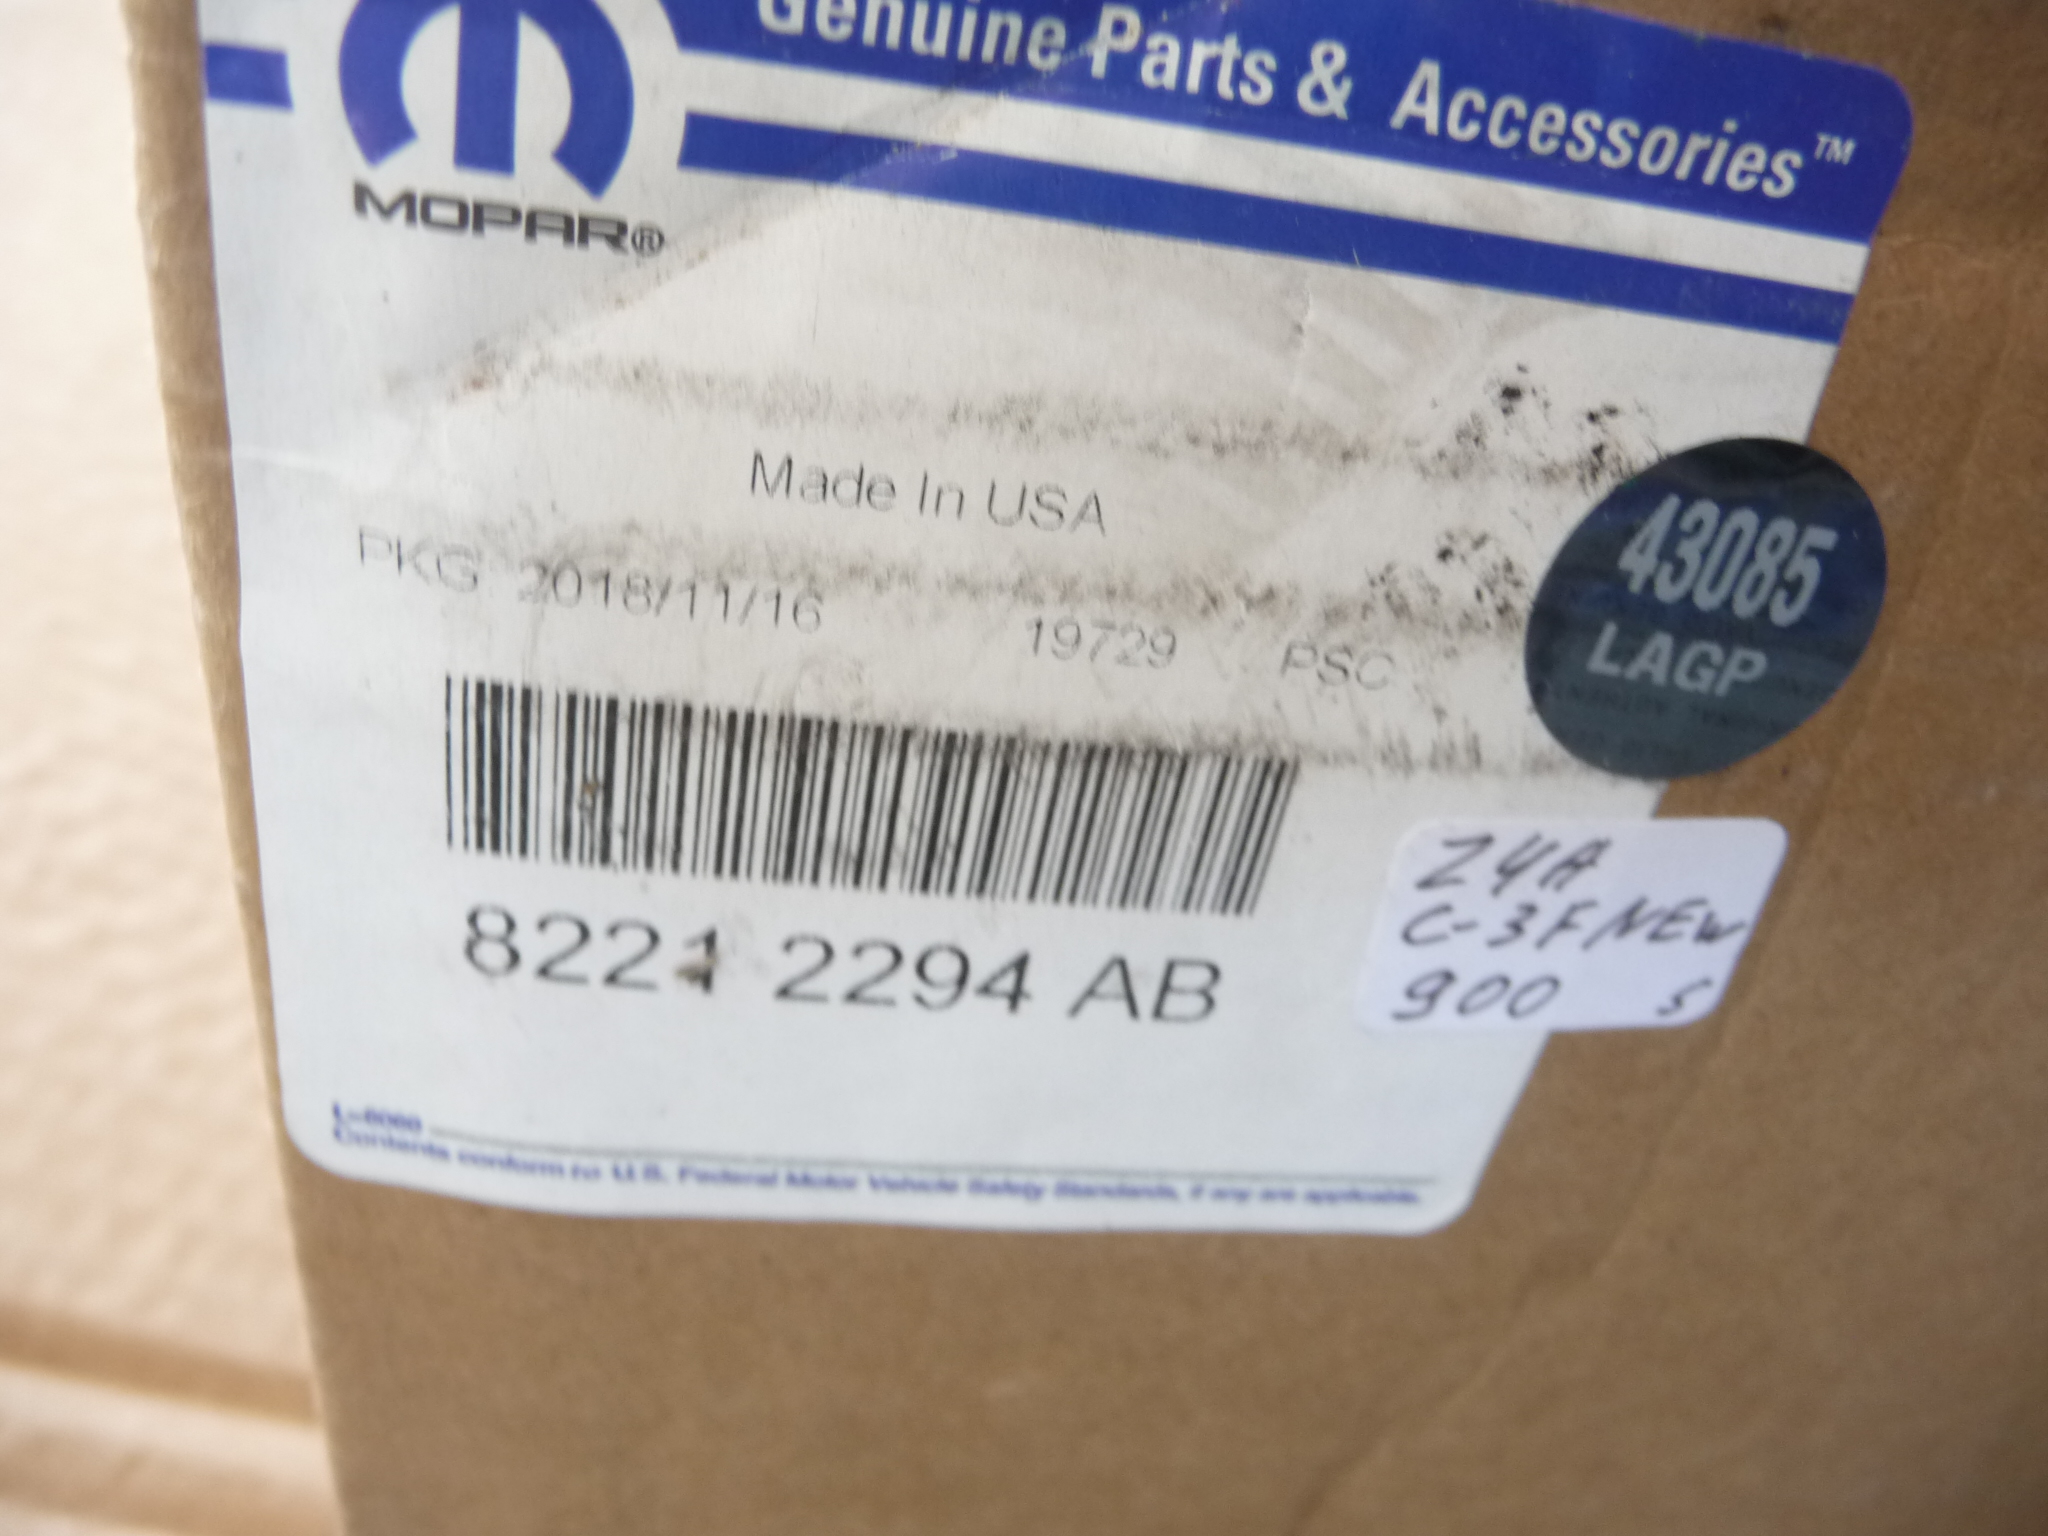 Genuine Parts & Accessories™
MOPAR®
Made In USA
PKG 2018/11/16 19729 PSC
43085
LAGP
8221 2294 AB
Z4A
C-3F NEW
900 S
Contents conform to U.S. Federal Motor Vehicle Safety Standards, if any are applicable.